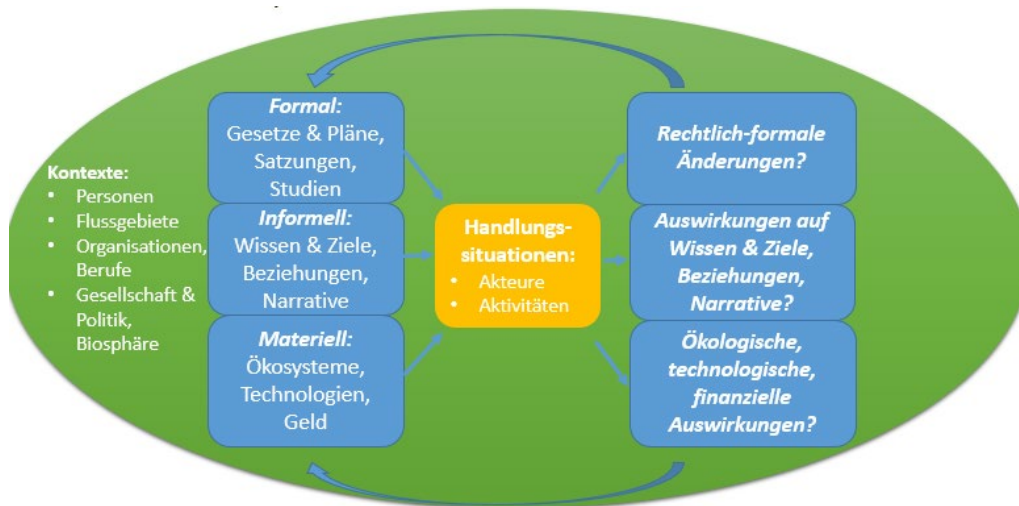 Kontexte:
• Personen
• Flussgebiete
• Organisationen,
Berufe
• Gesellschaft &
Politik,
Biosphäre
Formal:
Gesetze & Pläne,
Satzungen,
Studien
Informell:
Wissen & Ziele,
Beziehungen,
Narrative
Materiell:
Ökosysteme,
Technologien,
Geld
Handlungs-
situationen:
• Akteure
• Aktivitäten
Rechtlich-formale
Änderungen?
Auswirkungen auf
Wissen & Ziele,
Beziehungen,
Narrative?
Ökologische,
technologische,
finanzielle
Auswirkungen?